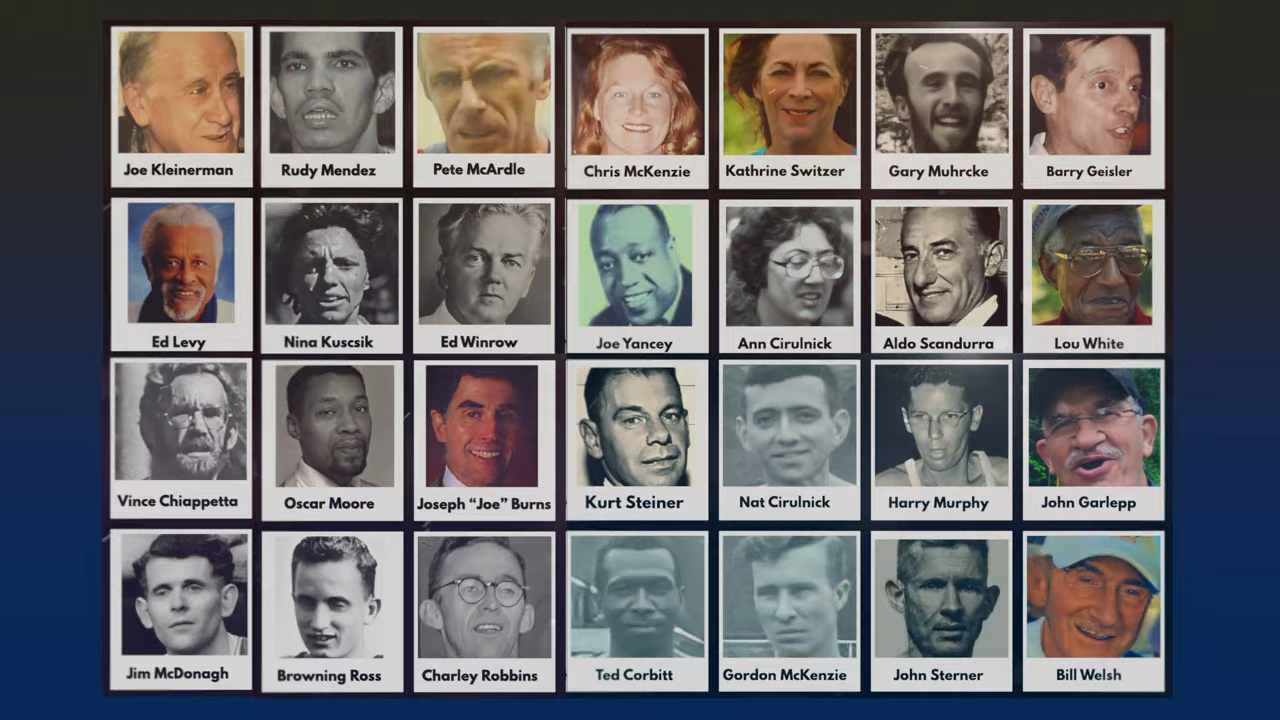 Joe Kleinerman
Rudy Mendez
Pete McArdle
Chris McKenzie
Kathrine Switzer
Gary Muhrcke
Barry Geisler
Ed Levy
Nina Kuscsik
Ed Winrow
Joe Yancey
Ann Cirulnick
Aldo Scandurra
Lou White
Vince Chiappetta
Oscar Moore
Joseph “Joe” Burns
Kurt Steiner
Nat Cirulnick
Harry Murphy
John Garlepp
Jim McDonagh
Browning Ross
Charley Robbins
Ted Corbitt
Gordon McKenzie
John Sterner
Bill Welsh